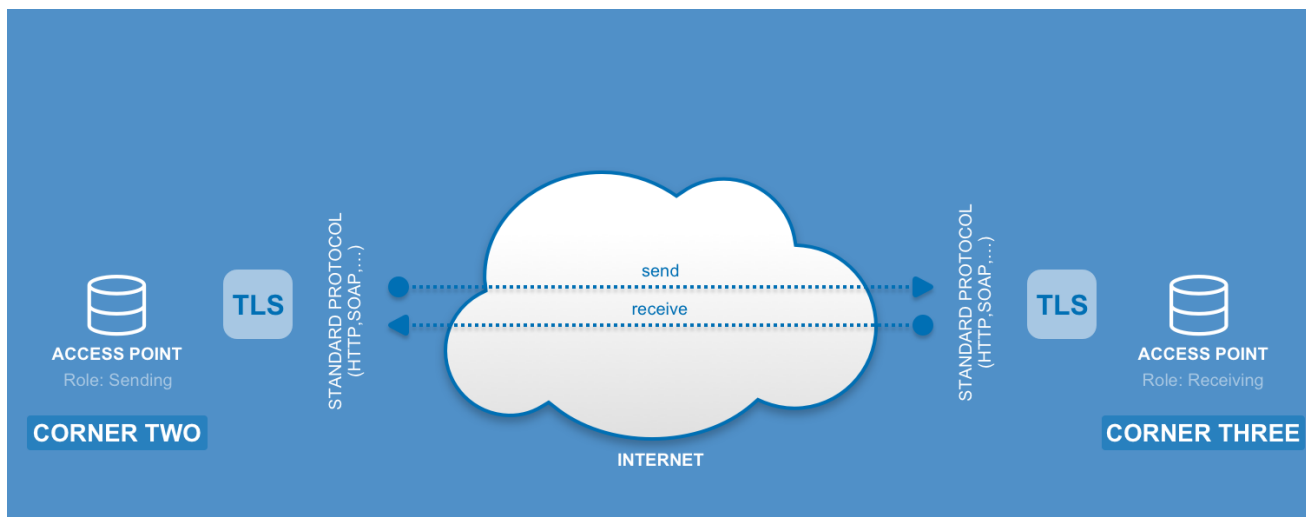 TLS
ACCESS POINT
Role: Sending
CORNER TWO
STANDARD PROTOCOL
(HTTP,SOAP,…)
send
receive
INTERNET
STANDARD PROTOCOL
(HTTP,SOAP,…)
TLS
ACCESS POINT
Role: Receiving
CORNER THREE